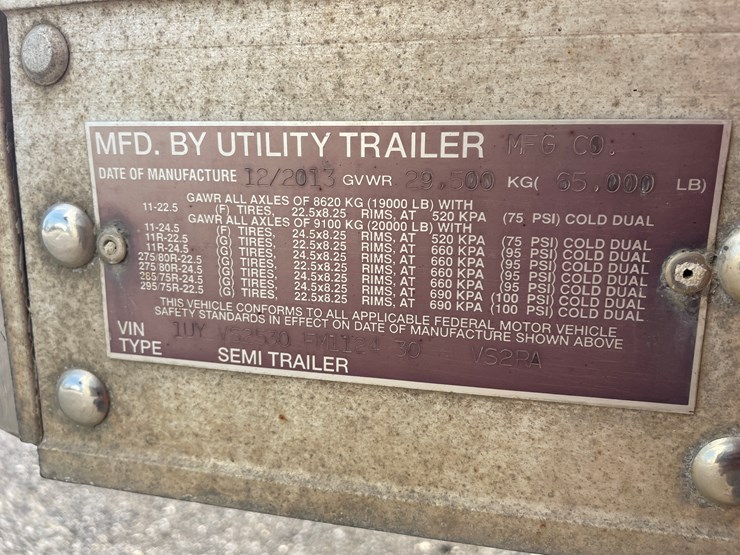 MFD. BY UTILITY TRAILER MFG CO.
DATE OF MANUFACTURE 12/2013 GVWR 29,500 KG( 65,000 LB)
GAWR ALL AXLES OF 8620 KG (19000 LB) WITH
11-22.5 (F) TIRES, 22.5x8.25 RIMS, AT 520 KPA (75 PSI) COLD DUAL
GAWR ALL AXLES OF 9100 KG (20000 LB) WITH
11-24.5 (F) TIRES, 24.5x8.25 RIMS, AT 520 KPA (75 PSI) COLD DUAL
11R-22.5 (G) TIRES, 22.5x8.25 RIMS, AT 660 KPA (95 PSI) COLD DUAL
11R-24.5 (G) TIRES, 24.5x8.25 RIMS, AT 660 KPA (95 PSI) COLD DUAL
275/80R-22.5 (G) TIRES, 22.5x8.25 RIMS, AT 660 KPA (95 PSI) COLD DUAL
275/80R-24.5 (G) TIRES, 24.5x8.25 RIMS, AT 660 KPA (95 PSI) COLD DUAL
285/75R-24.5 (G) TIRES, 24.5x8.25 RIMS, AT 690 KPA (100 PSI) COLD DUAL
295/75R-22.5 (G) TIRES, 22.5x8.25 RIMS, AT 690 KPA (100 PSI) COLD DUAL
THIS VEHICLE CONFORMS TO ALL APPLICABLE FEDERAL MOTOR VEHICLE
SAFETY STANDARDS IN EFFECT ON DATE OF MANUFACTURE SHOWN ABOVE
VIN 1UY VS2RA
TYPE SEMI TRAILER